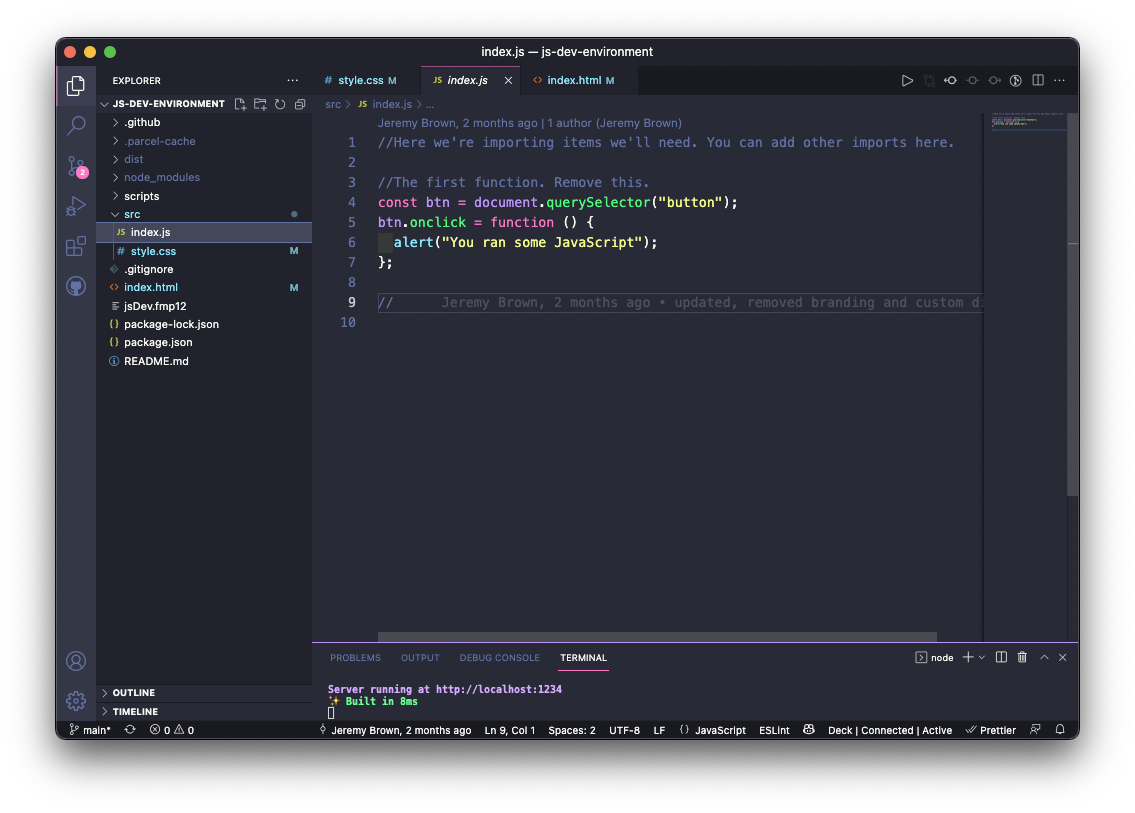 index.js — js-dev-environment
EXPLORER
JS-DEV-ENVIRONMENT
.github
.parcel-cache
dist
node_modules
scripts
src
JS index.js
# style.css M
.gitignore
<> index.html M
jsDev.fmp12
{} package-lock.json
{} package.json
README.md
OUTLINE
TIMELINE
2
# style.css M
JS index.js
<> index.html M
src > JS index.js > ...
Jeremy Brown, 2 months ago | 1 author (Jeremy Brown)
1 //Here we're importing items we'll need. You can add other imports here.
2
3 //The first function. Remove this.
4 const btn = document.querySelector("button");
5 btn.onclick = function () {
6 alert("You ran some JavaScript");
7 };
8
9 // Jeremy Brown, 2 months ago • updated, removed branding and custom
10
PROBLEMS OUTPUT DEBUG CONSOLE TERMINAL
node
Server running at http://localhost:1234
✨ Built in 8ms
main* 0 0 Jeremy Brown, 2 months ago Ln 9, Col 1 Spaces: 2 UTF-8 LF {} JavaScript ESLint Deck | Connected | Active Prettier